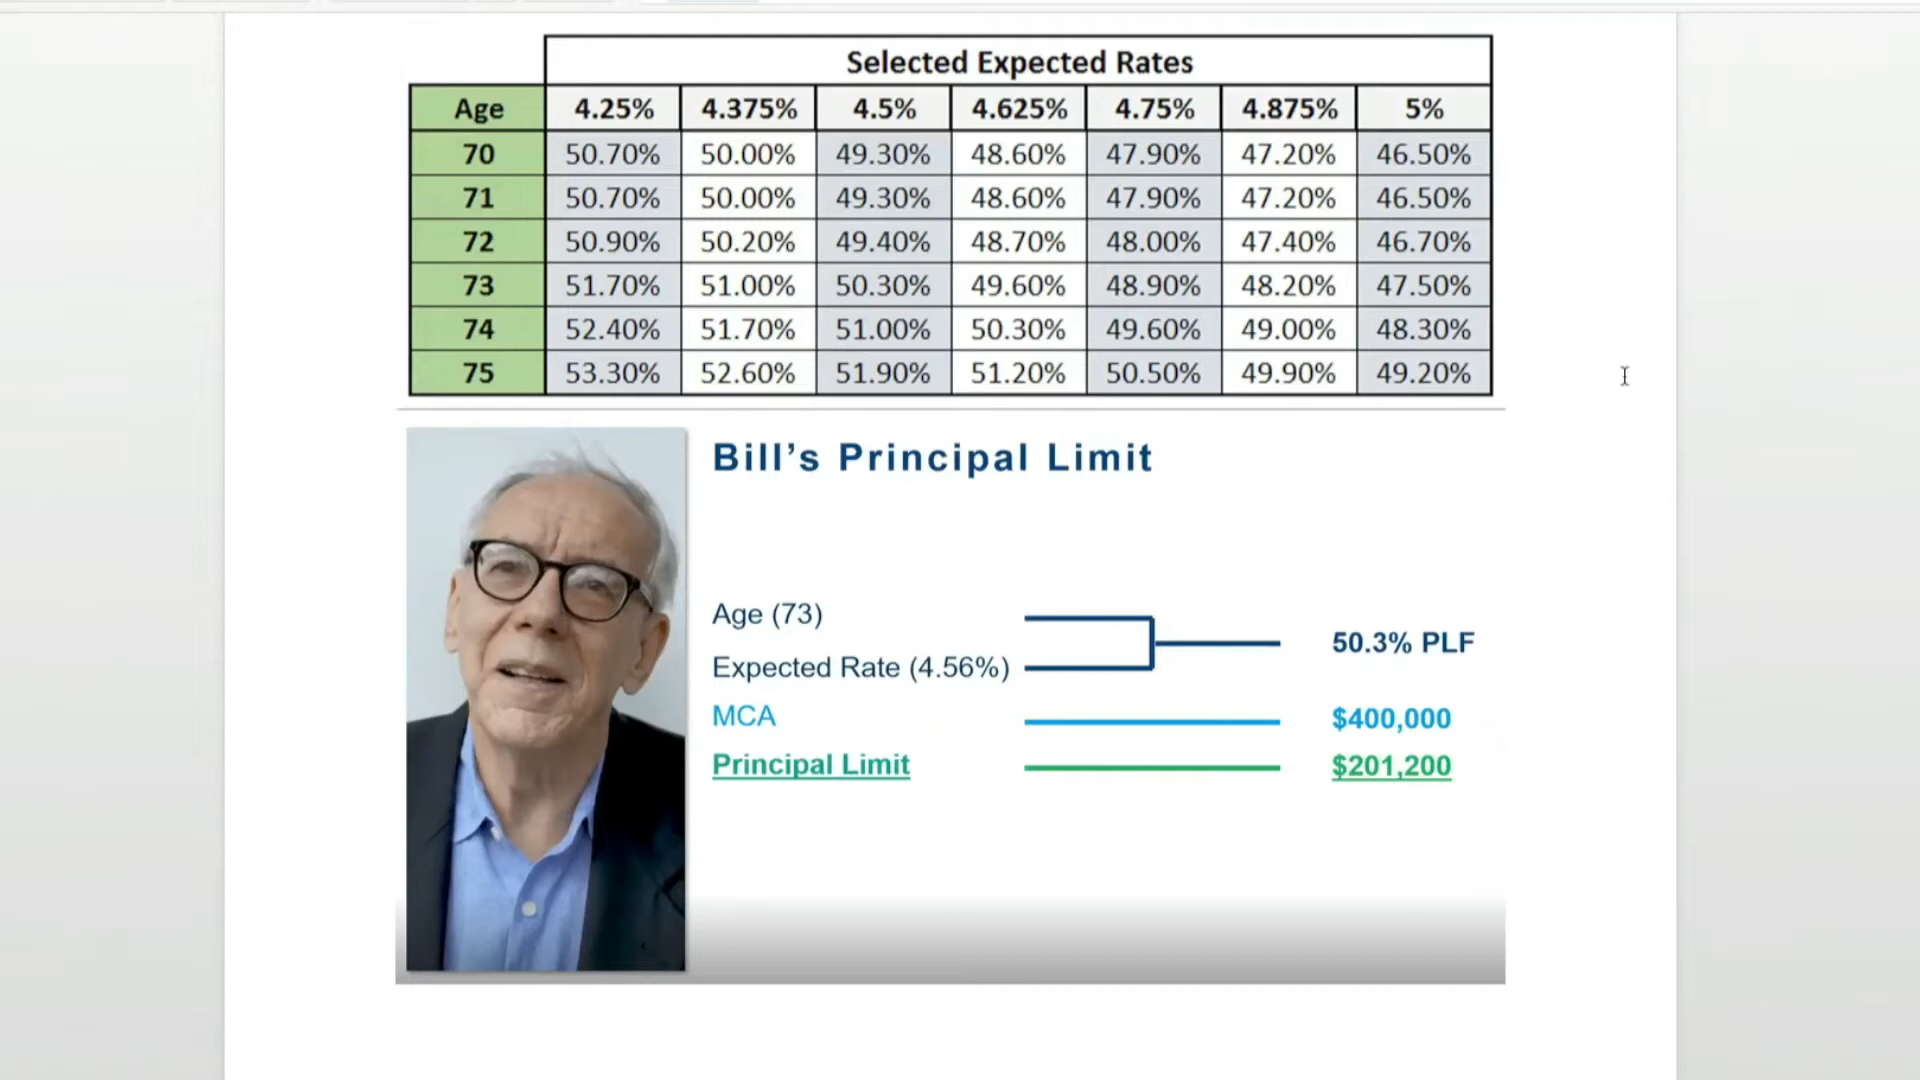 Selected Expected Rates
Age 4.25% 4.375% 4.5% 4.625% 4.75% 4.875% 5%
70 50.70% 50.00% 49.30% 48.60% 47.90% 47.20% 46.50%
71 50.70% 50.00% 49.30% 48.60% 47.90% 47.20% 46.50%
72 50.90% 50.20% 49.40% 48.70% 48.00% 47.40% 46.70%
73 51.70% 51.00% 50.30% 49.60% 48.90% 48.20% 47.50%
74 52.40% 51.70% 51.00% 50.30% 49.60% 49.00% 48.30%
75 53.30% 52.60% 51.90% 51.20% 50.50% 49.90% 49.20%
Bill’s Principal Limit
Age (73)
50.3% PLF
Expected Rate (4.56%)
MCA $400,000
Principal Limit $201,200